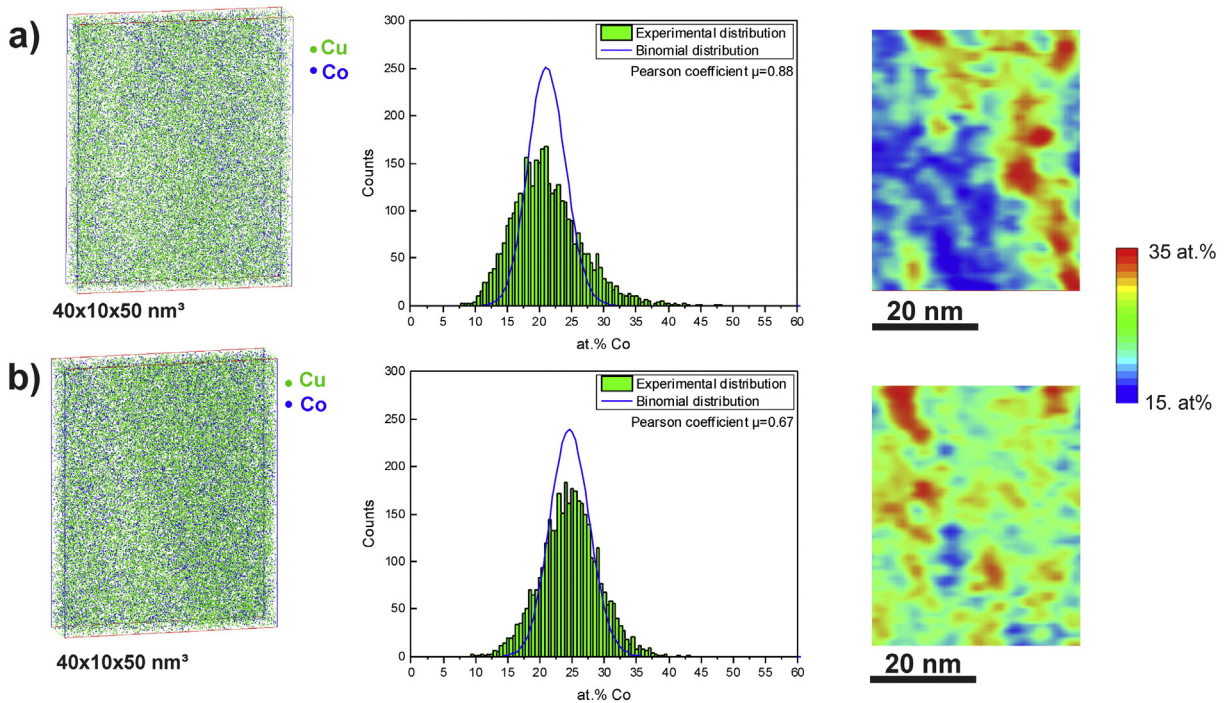 a)
Cu
Co
40x10x50 nm³
300
250
200
150
100
50
0
Counts
0 5 10 15 20 25 30 35 40 45 50 55 60
at.% Co
Experimental distribution
Binomial distribution
Pearson coefficient μ=0.88
20 nm
35 at.%
15. at%
b)
Cu
Co
40x10x50 nm³
300
250
200
150
100
50
0
Counts
0 5 10 15 20 25 30 35 40 45 50 55 60
at.% Co
Experimental distribution
Binomial distribution
Pearson coefficient μ=0.67
20 nm